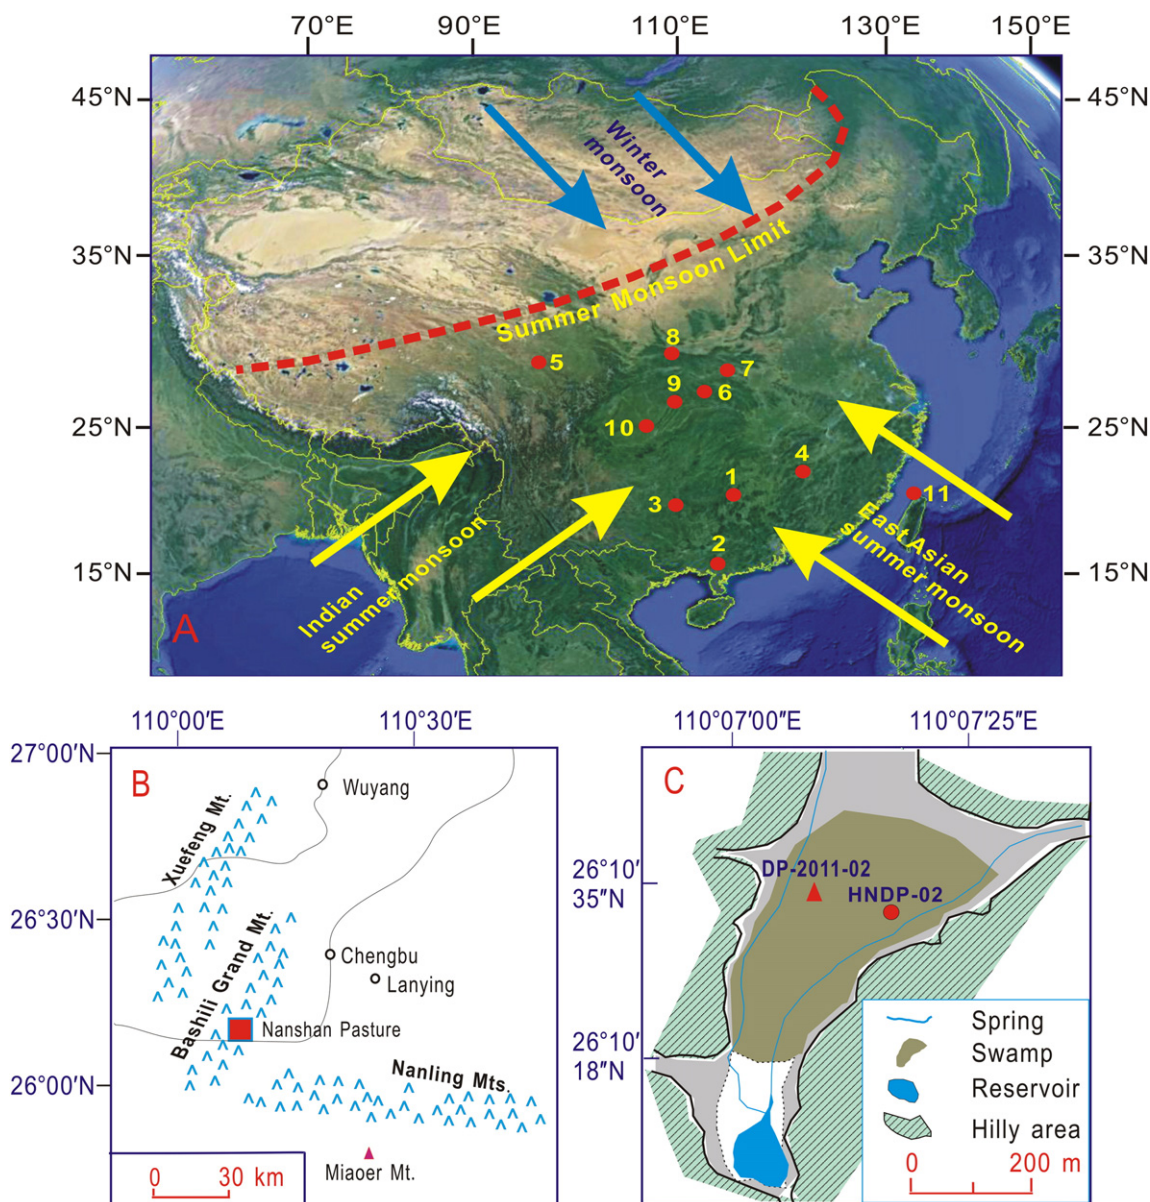 70°E 90°E 110°E 130°E 150°E
45°N 45°N
Winter
monsoon
35°N 35°N
Summer Monsoon Limit
8
5 7
9 6
10
25°N 25°N
4
1
3 11
2
15°N 15°N
Indian
summer monsoon
East Asian
summer monsoon
A
110°00'E 110°30'E
27°00'N
B
Wuyang
Xuefeng Mt.
26°30'N
Bashili Grand Mt.
Chengbu
Lanying
Nanshan Pasture
26°00'N
Nanling Mts.
Miaoer Mt.
0 30 km
110°07'00"E 110°07'25"E
C
26°10'
35"N
DP-2011-02
HNDP-02
26°10'
18"N
Spring
Swamp
Reservoir
Hilly area
0 200 m